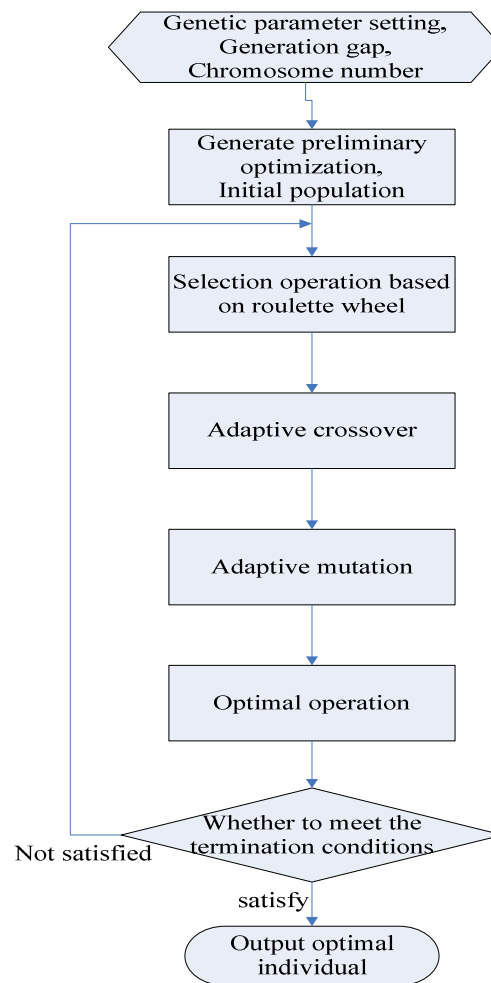 Genetic parameter setting,
Generation gap,
Chromosome number
Generate preliminary
optimization,
Initial population
Selection operation based
on roulette wheel
Adaptive crossover
Adaptive mutation
Optimal operation
Whether to meet the
termination conditions
Not satisfied
satisfy
Output optimal
individual